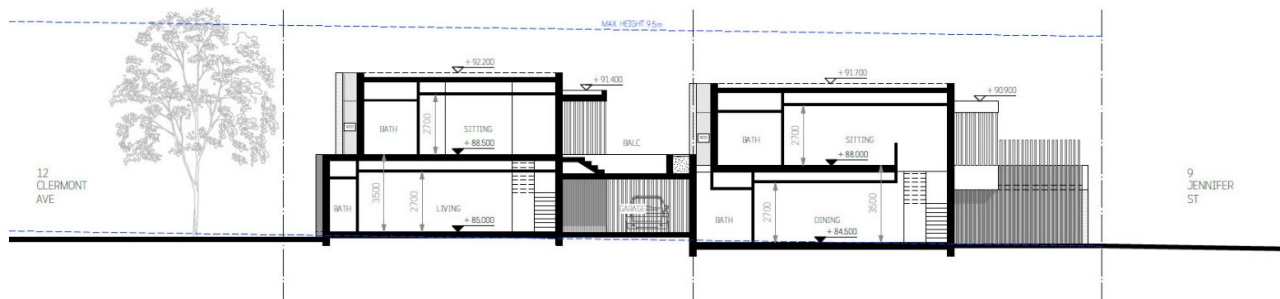 MAX. HEIGHT 9.5m
+ 92.200
+ 91.400
+ 91.700
+ 90.900
BATH
2700
SITTING
BALC
BATH
2700
SITTING
+ 88.500
+ 88.000
12
CLERMONT
AVE
9
JENNIFER
ST
BATH
3500
2700
LIVING
GARAGE
BATH
2700
DINING
3500
+ 85.000
+ 84.500